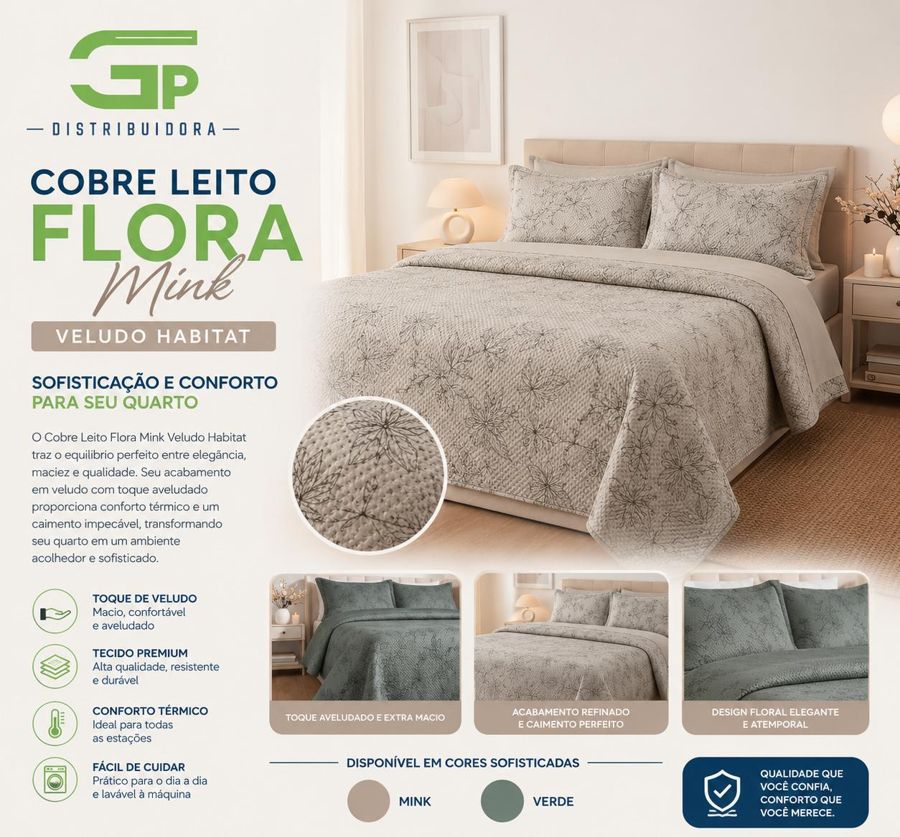 GP
DISTRIBUIDORA
COBRE LEITO
FLORA
Mink
VELUDO HABITAT
SOFISTICAÇÃO E CONFORTO
PARA SEU QUARTO
O Cobre Leito Flora Mink Veludo Habitat
traz o equilíbrio perfeito entre elegância,
maciez e qualidade. Seu acabamento
em veludo com toque aveludado
proporciona conforto térmico e um
caimento impecável, transformando
seu quarto em um ambiente
acolhedor e sofisticado.
TOQUE DE VELUDO
Macio, confortável
e aveludado
TECIDO PREMIUM
Alta qualidade, resistente
e durável
CONFORTO TÉRMICO
Ideal para todas
as estações
FÁCIL DE CUIDAR
Prático para o dia a dia
e lavável à máquina
TOQUE AVELUDADO E EXTRA MACIO
ACABAMENTO REFINADO
E CAIMENTO PERFEITO
DESIGN FLORAL ELEGANTE
E ATEMPORAL
DISPONÍVEL EM CORES SOFISTICADAS
MINK
VERDE
QUALIDADE QUE
VOCÊ CONFIA,
CONFORTO QUE
VOCÊ MERECE.